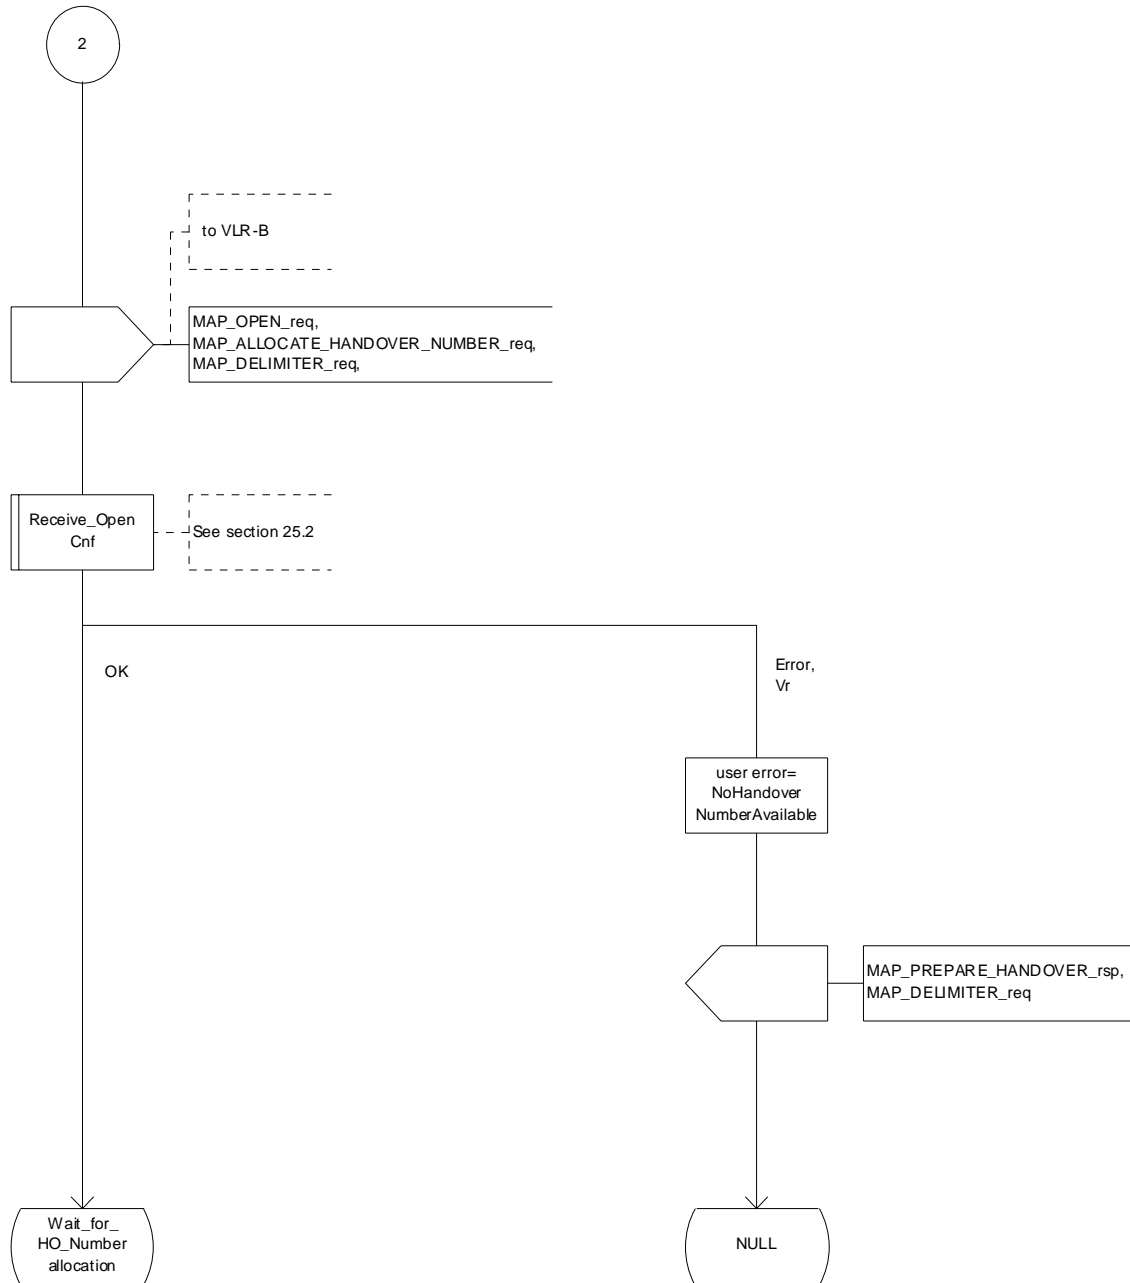 2
to VLR-B
MAP_OPEN_req,
MAP_ALLOCATE_HANDOVER_NUMBER_req,
MAP_DELIMITER_req,
Receive_Open
Cnf
See section 25.2
OK
Error,
Vr
user error=
NoHandover
NumberAvailable
MAP_PREPARE_HANDOVER_rsp,
MAP_DELIMITER_req
Wait_for_
HO_Number
allocation
NULL